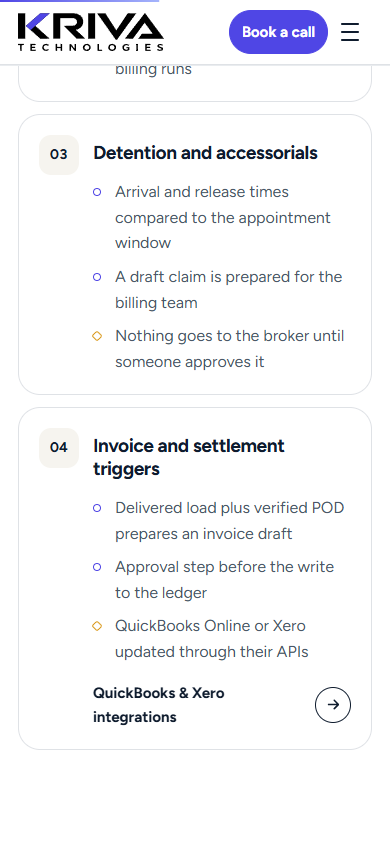 KRIVA
TECHNOLOGIES
Book a call
billing runs
03
Detention and accessorials
Arrival and release times
compared to the appointment
window
A draft claim is prepared for the
billing team
Nothing goes to the broker until
someone approves it
04
Invoice and settlement
triggers
Delivered load plus verified POD
prepares an invoice draft
Approval step before the write
to the ledger
QuickBooks Online or Xero
updated through their APIs
QuickBooks & Xero
integrations